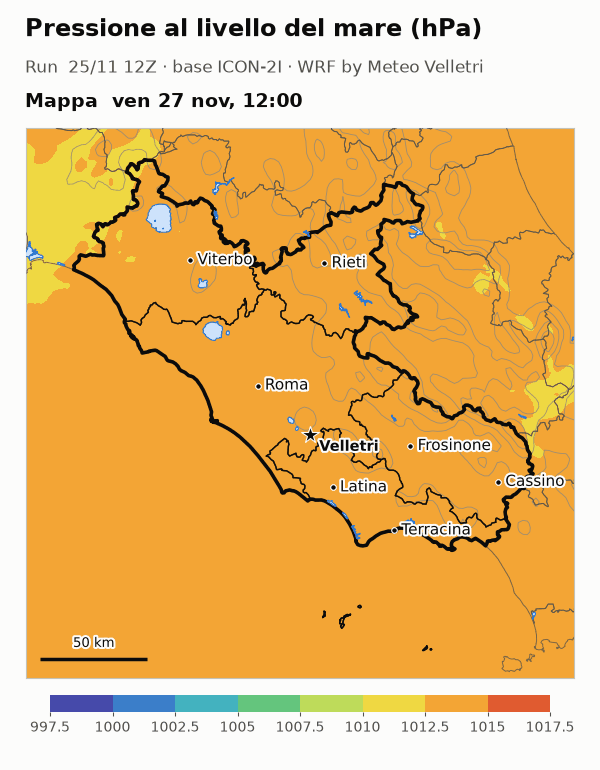 Pressione al livello del mare (hPa)
Run  25/11 12Z · base ICON-2I · WRF by Meteo Velletri
Mappa  ven 27 nov, 12:00
Viterbo
Rieti
Roma
Velletri
Frosinone
Latina
Cassino
Terracina
50 km
997.5 1000 1002.5 1005 1007.5 1010 1012.5 1015 1017.5